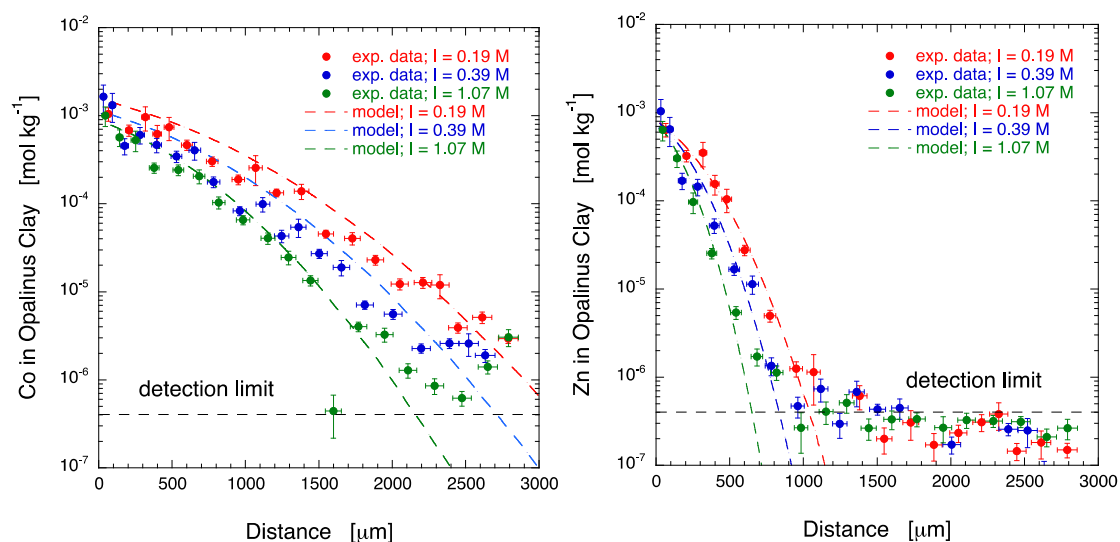 10⁻²
10⁻³
10⁻⁴
10⁻⁵
10⁻⁶
10⁻⁷
Co in Opalinus Clay [mol kg⁻¹]
exp. data; I = 0.19 M
exp. data; I = 0.39 M
exp. data; I = 1.07 M
model; I = 0.19 M
model; I = 0.39 M
model; I = 1.07 M
detection limit
0 500 1000 1500 2000 2500 3000
Distance [μm]
10⁻²
10⁻³
10⁻⁴
10⁻⁵
10⁻⁶
10⁻⁷
Zn in Opalinus Clay [mol kg⁻¹]
exp. data; I = 0.19 M
exp. data; I = 0.39 M
exp. data; I = 1.07 M
model; I = 0.19 M
model; I = 0.39 M
model; I = 1.07 M
detection limit
0 500 1000 1500 2000 2500 3000
Distance [μm]